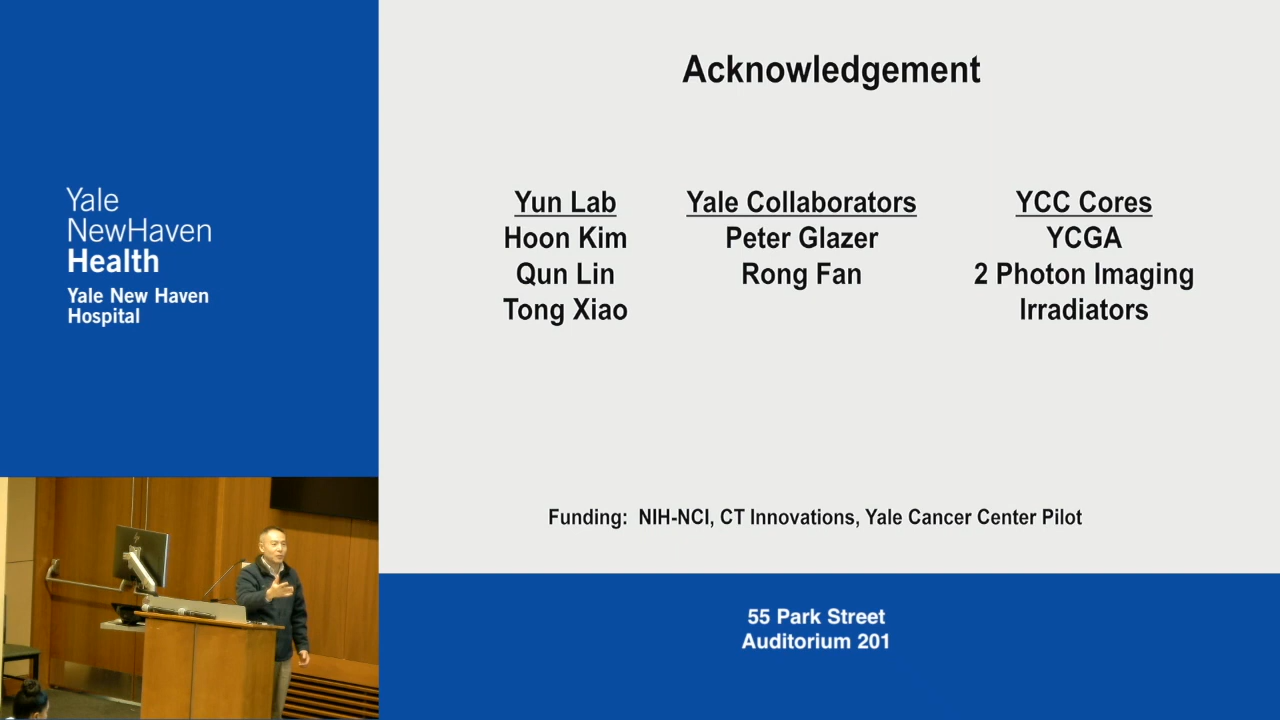 Acknowledgement
Yale
NewHaven
Health
Yale New Haven
Hospital
Yun Lab
Hoon Kim
Qun Lin
Tong Xiao
Yale Collaborators
Peter Glazer
Rong Fan
YCC Cores
YCGA
2 Photon Imaging
Irradiators
Funding: NIH-NCI, CT Innovations, Yale Cancer Center Pilot
55 Park Street
Auditorium 201